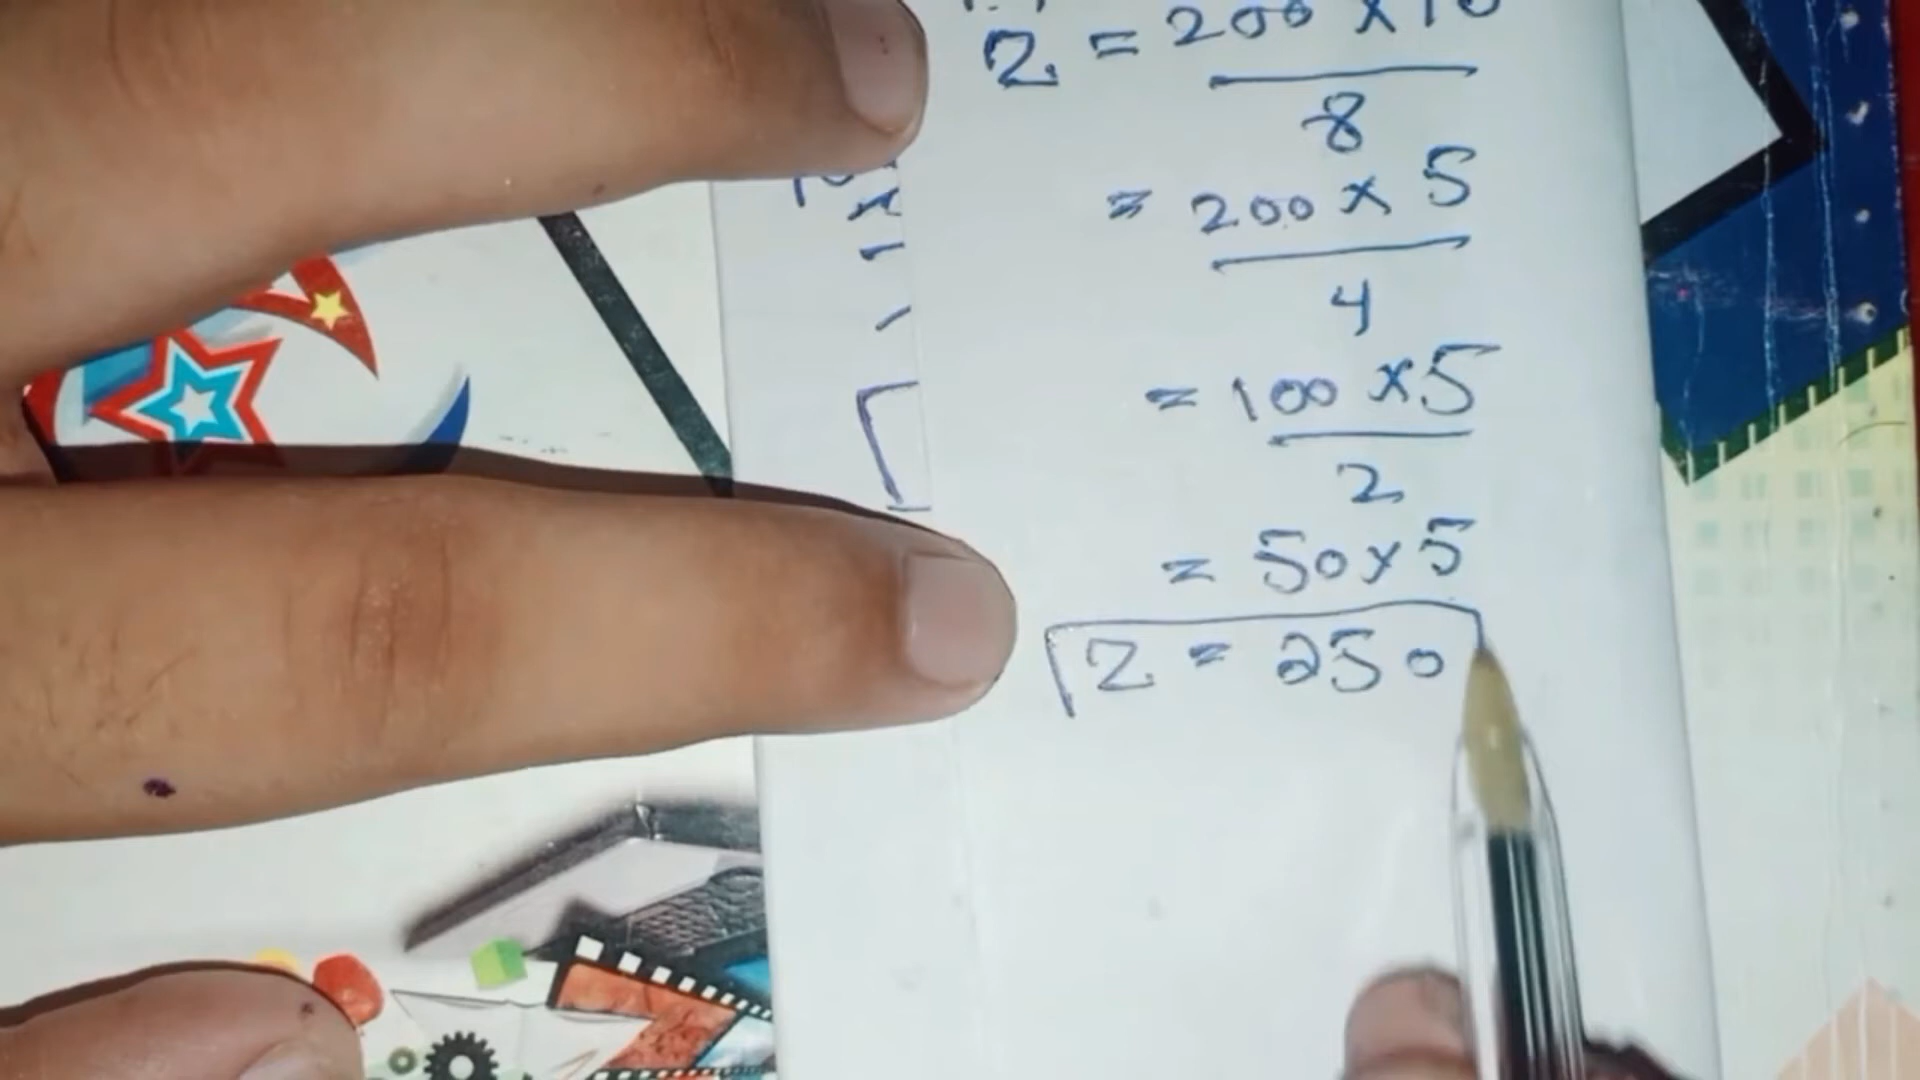 Z = 200 × 10
8
= 200 × 5
4
= 100 × 5
2
= 50 × 5
Z = 250